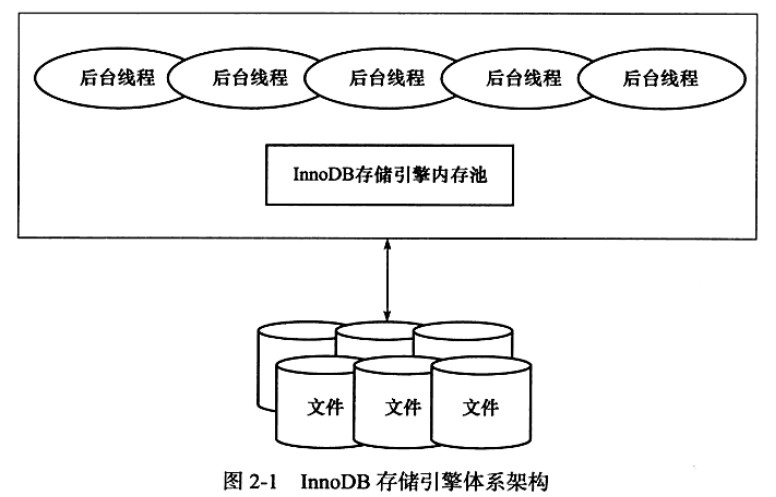 后台线程 后台线程 后台线程 后台线程 后台线程
InnoDB存储引擎内存池
文件 文件 文件
图 2-1 InnoDB 存储引擎体系架构